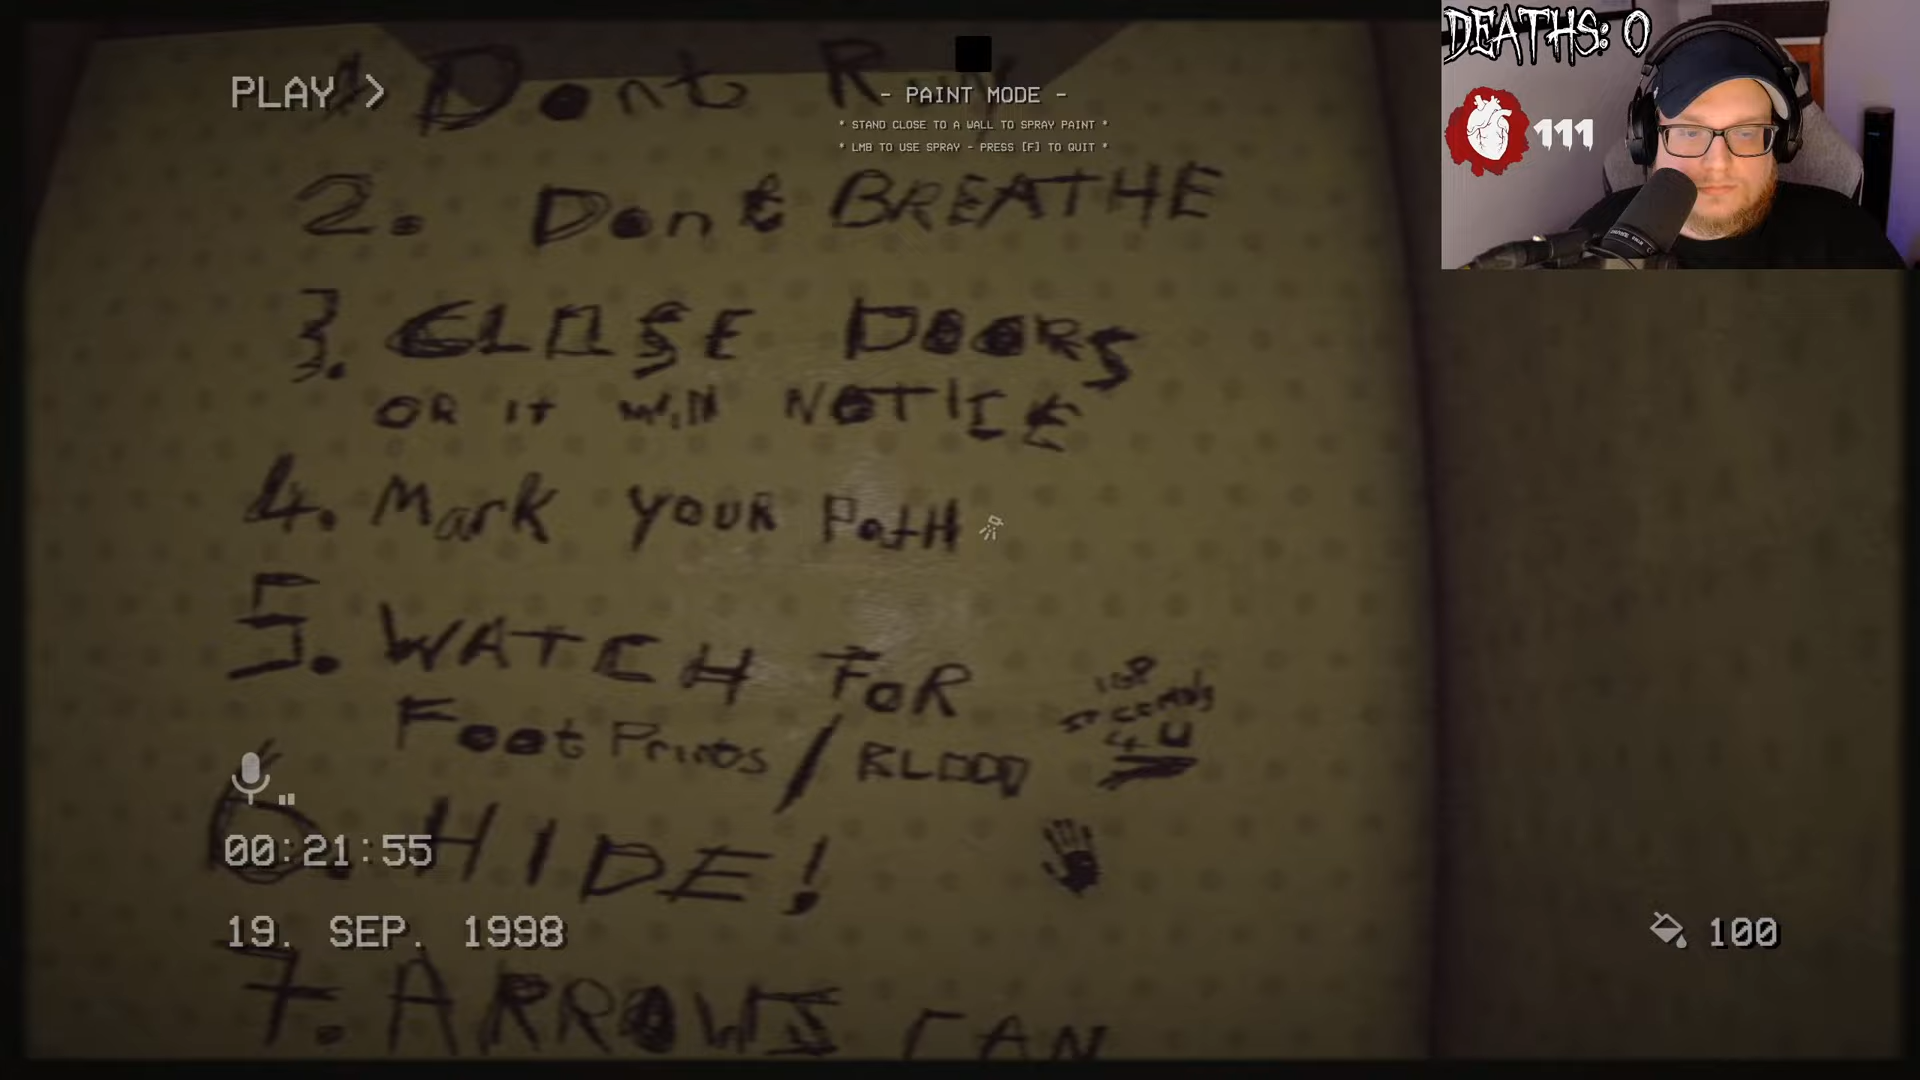 DEATHS: 0
111
PLAY >
- PAINT MODE -
* STAND CLOSE TO A WALL TO SPRAY PAINT *
* LMB TO USE SPRAY - PRESS [F] TO QUIT *
Dont
2. Dont BREATHE
3. CLOSE DOORS
OR IT Will NOTICE
4. Mark YOUR PatH
5. WATCH FoR
Foot Prints / BLOOD
6. HIDE!
7. ARROWS CAN
00:21:55
19. SEP. 1998
100